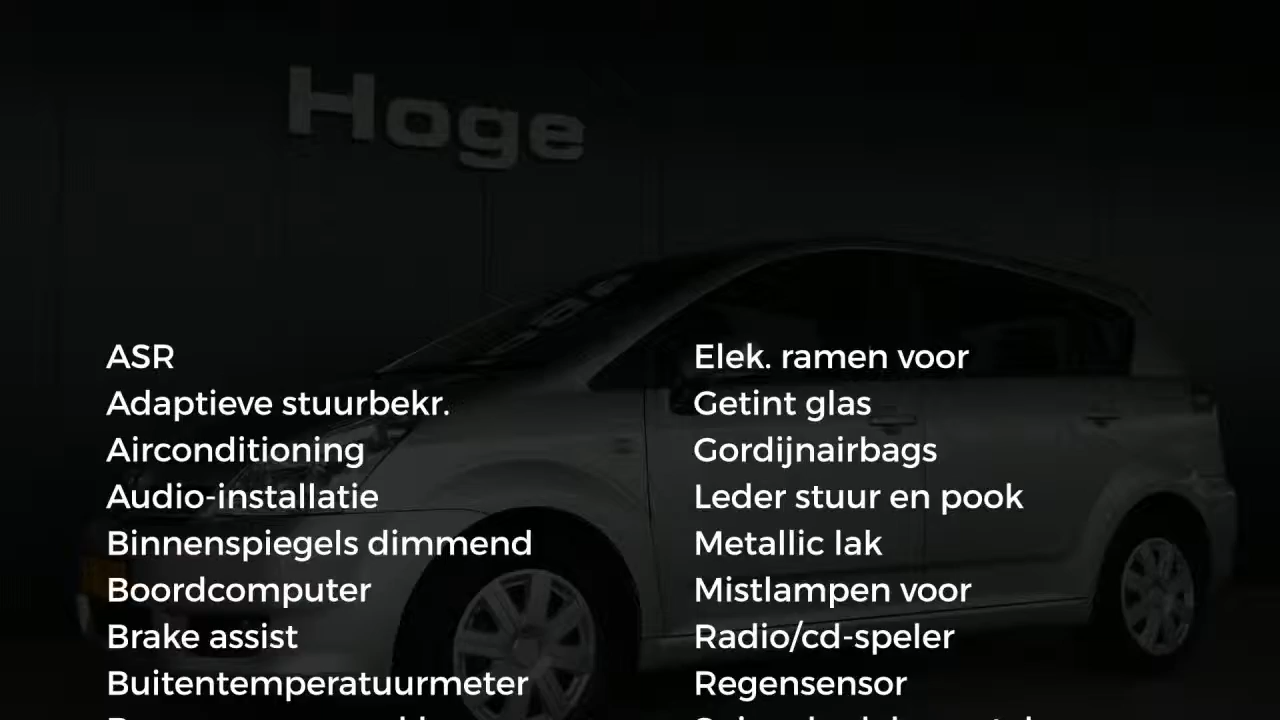 Hoge
ASR
Adaptieve stuurbekr.
Airconditioning
Audio-installatie
Binnenspiegels dimmend
Boordcomputer
Brake assist
Buitentemperatuurmeter
Elek. ramen voor
Getint glas
Gordijnairbags
Leder stuur en pook
Metallic lak
Mistlampen voor
Radio/cd-speler
Regensensor